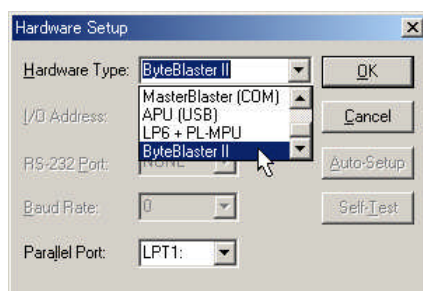 Hardware Setup
Hardware Type: ByteBlaster II OK
MasterBlaster (COM)
I/O Address: APU (USB) Cancel
LP6 + PL-MPU
ByteBlaster II
RS-232 Port: NONE Auto-Setup
Baud Rate: 0 Self-Test
Parallel Port: LPT1: